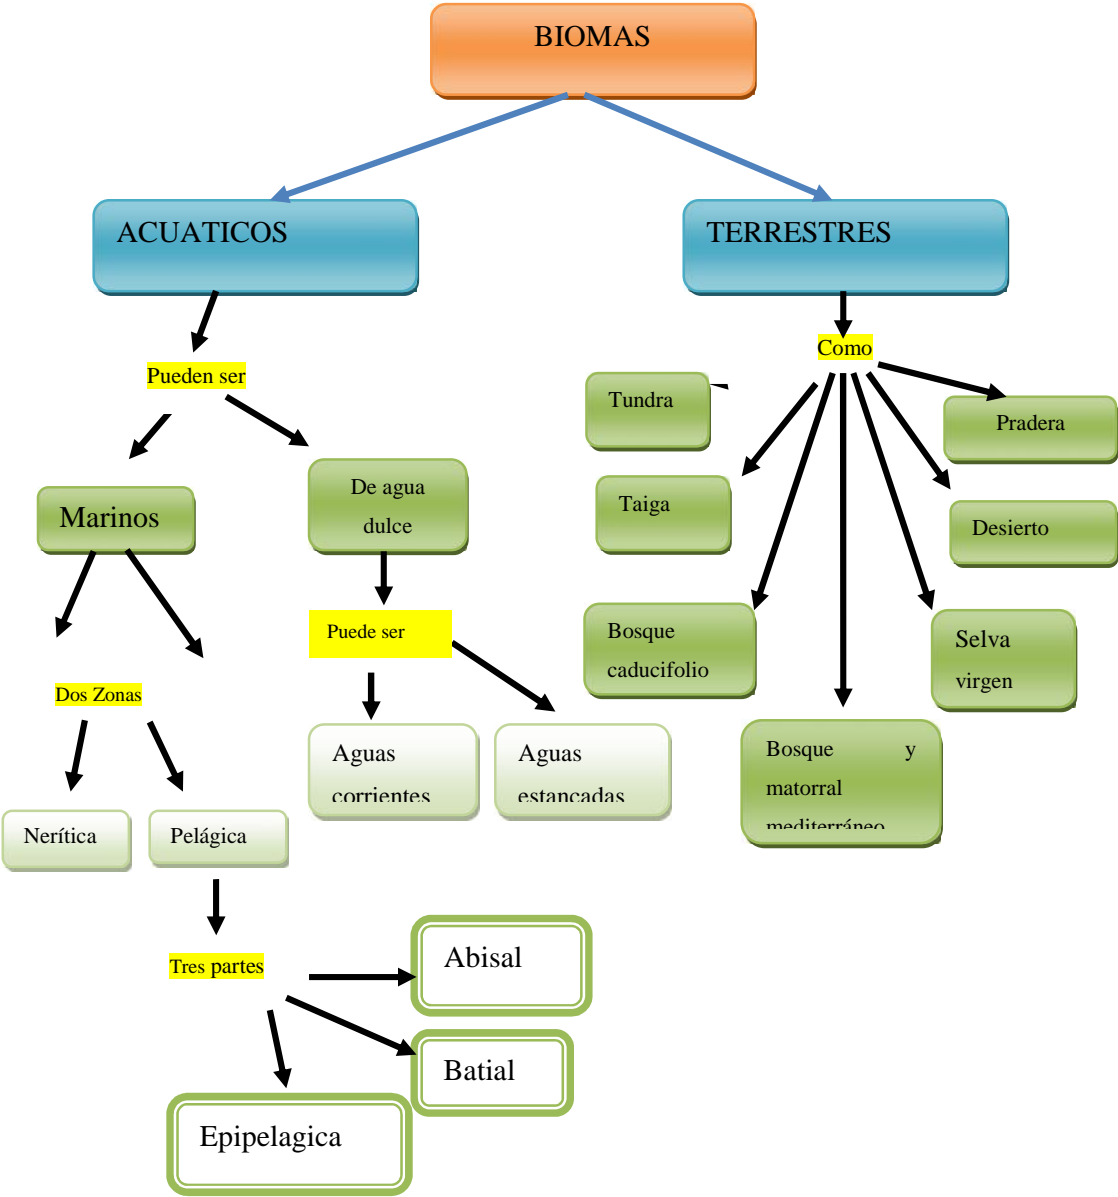 BIOMAS
ACUATICOS
TERRESTRES
Como
Pueden ser
Tundra
Pradera
Taiga
Desierto
Marinos
De agua
dulce
Puede ser
Bosque
caducifolio
Selva
virgen
Dos Zonas
Aguas
corrientes
Aguas
estancadas
Bosque y
matorral
mediterráneo
Nerítica
Pelágica
Tres partes
Abisal
Batial
Epipelagica